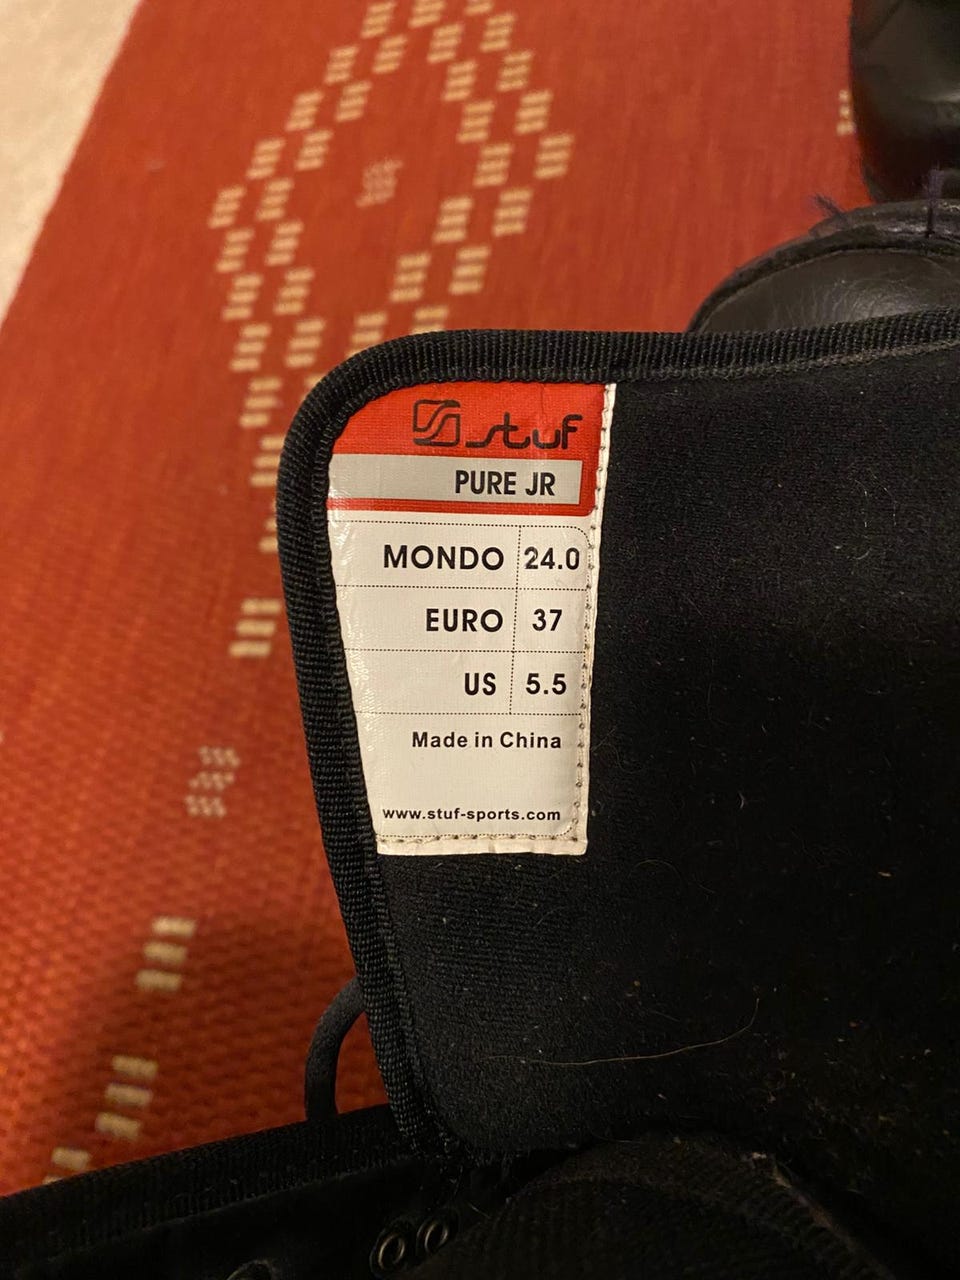 stuf
PURE JR
MONDO 24.0
EURO 37
US 5.5
Made in China
www.stuf-sports.com